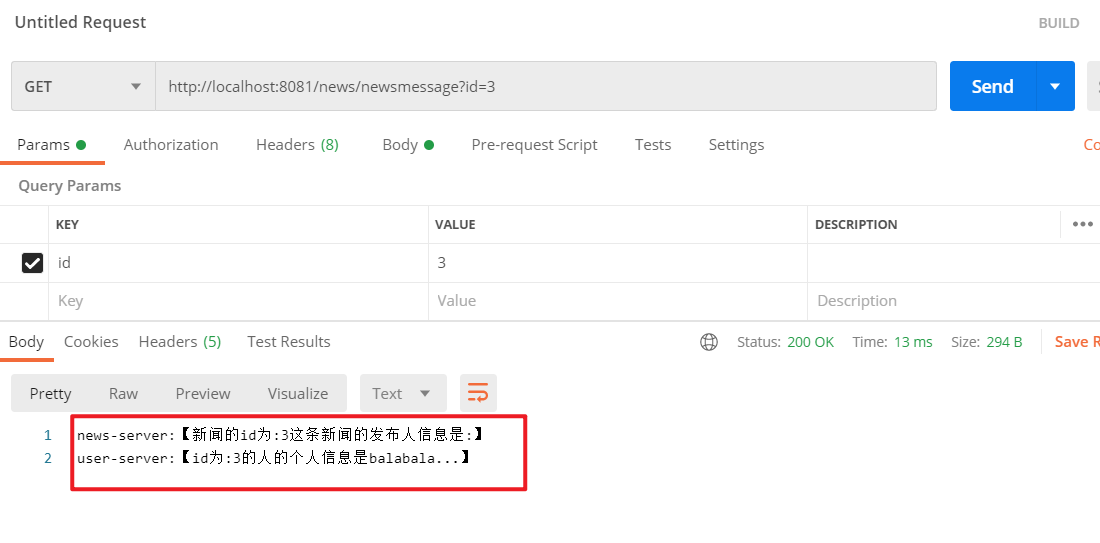 Untitled Request
BUILD
GET
http://localhost:8081/news/newsmessage?id=3
Send
Params
Authorization
Headers (8)
Body
Pre-request Script
Tests
Settings
Co
Query Params
KEY VALUE DESCRIPTION
id 3
Key Value Description
Body Cookies Headers (5) Test Results
Status: 200 OK Time: 13 ms Size: 294 B Save R
Pretty Raw Preview Visualize Text
1 news-server:【新闻的id为:3这条新闻的发布人信息是:】
2 user-server:【id为:3的人的个人信息是balabala...】